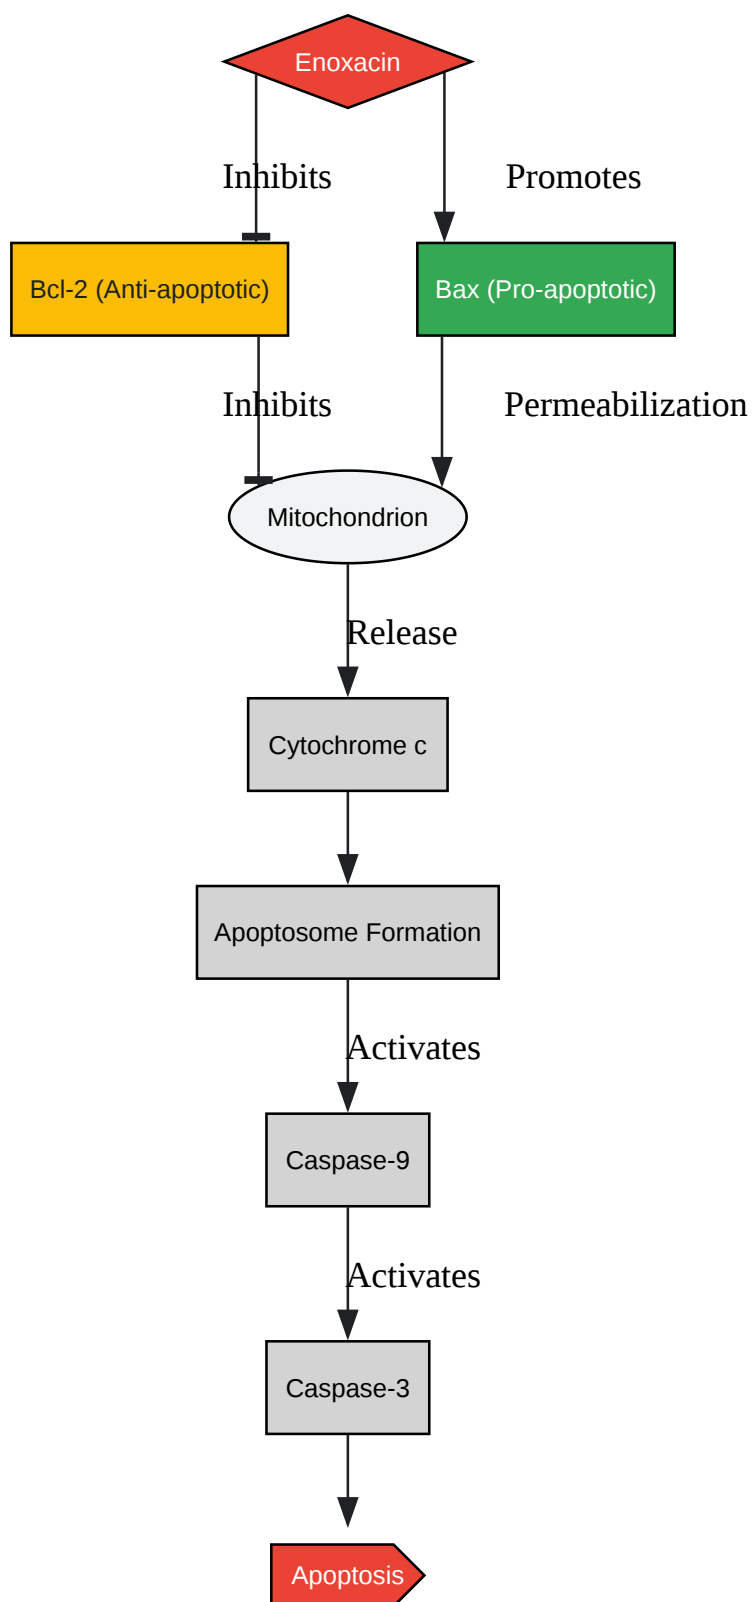 Enoxacin
Inhibits
Promotes
Bcl-2 (Anti-apoptotic)
Bax (Pro-apoptotic)
Inhibits
Permeabilization
Mitochondrion
Release
Cytochrome c
Apoptosome Formation
Activates
Caspase-9
Activates
Caspase-3
Apoptosis